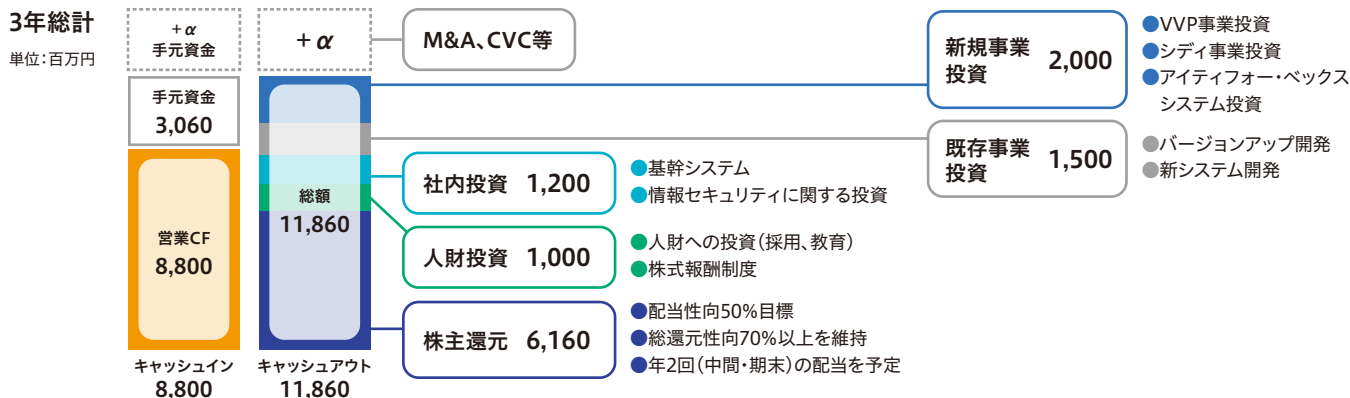 3年総計
単位：百万円
+α
手元資金
手元資金
3,060
営業CF
8,800
キャッシュイン
8,800
+α
総額
11,860
キャッシュアウト
11,860
M&A、CVC等
新規事業
投資
2,000
●VVP事業投資
●シディ事業投資
●アイティフォー・ベックス
システム投資
既存事業
投資
1,500
●バージョンアップ開発
●新システム開発
社内投資 1,200
●基幹システム
●情報セキュリティに関する投資
人財投資 1,000
●人財への投資（採用、教育）
●株式報酬制度
株主還元 6,160
●配当性向50%目標
●総還元性向70%以上を維持
●年2回（中間・期末）の配当を予定